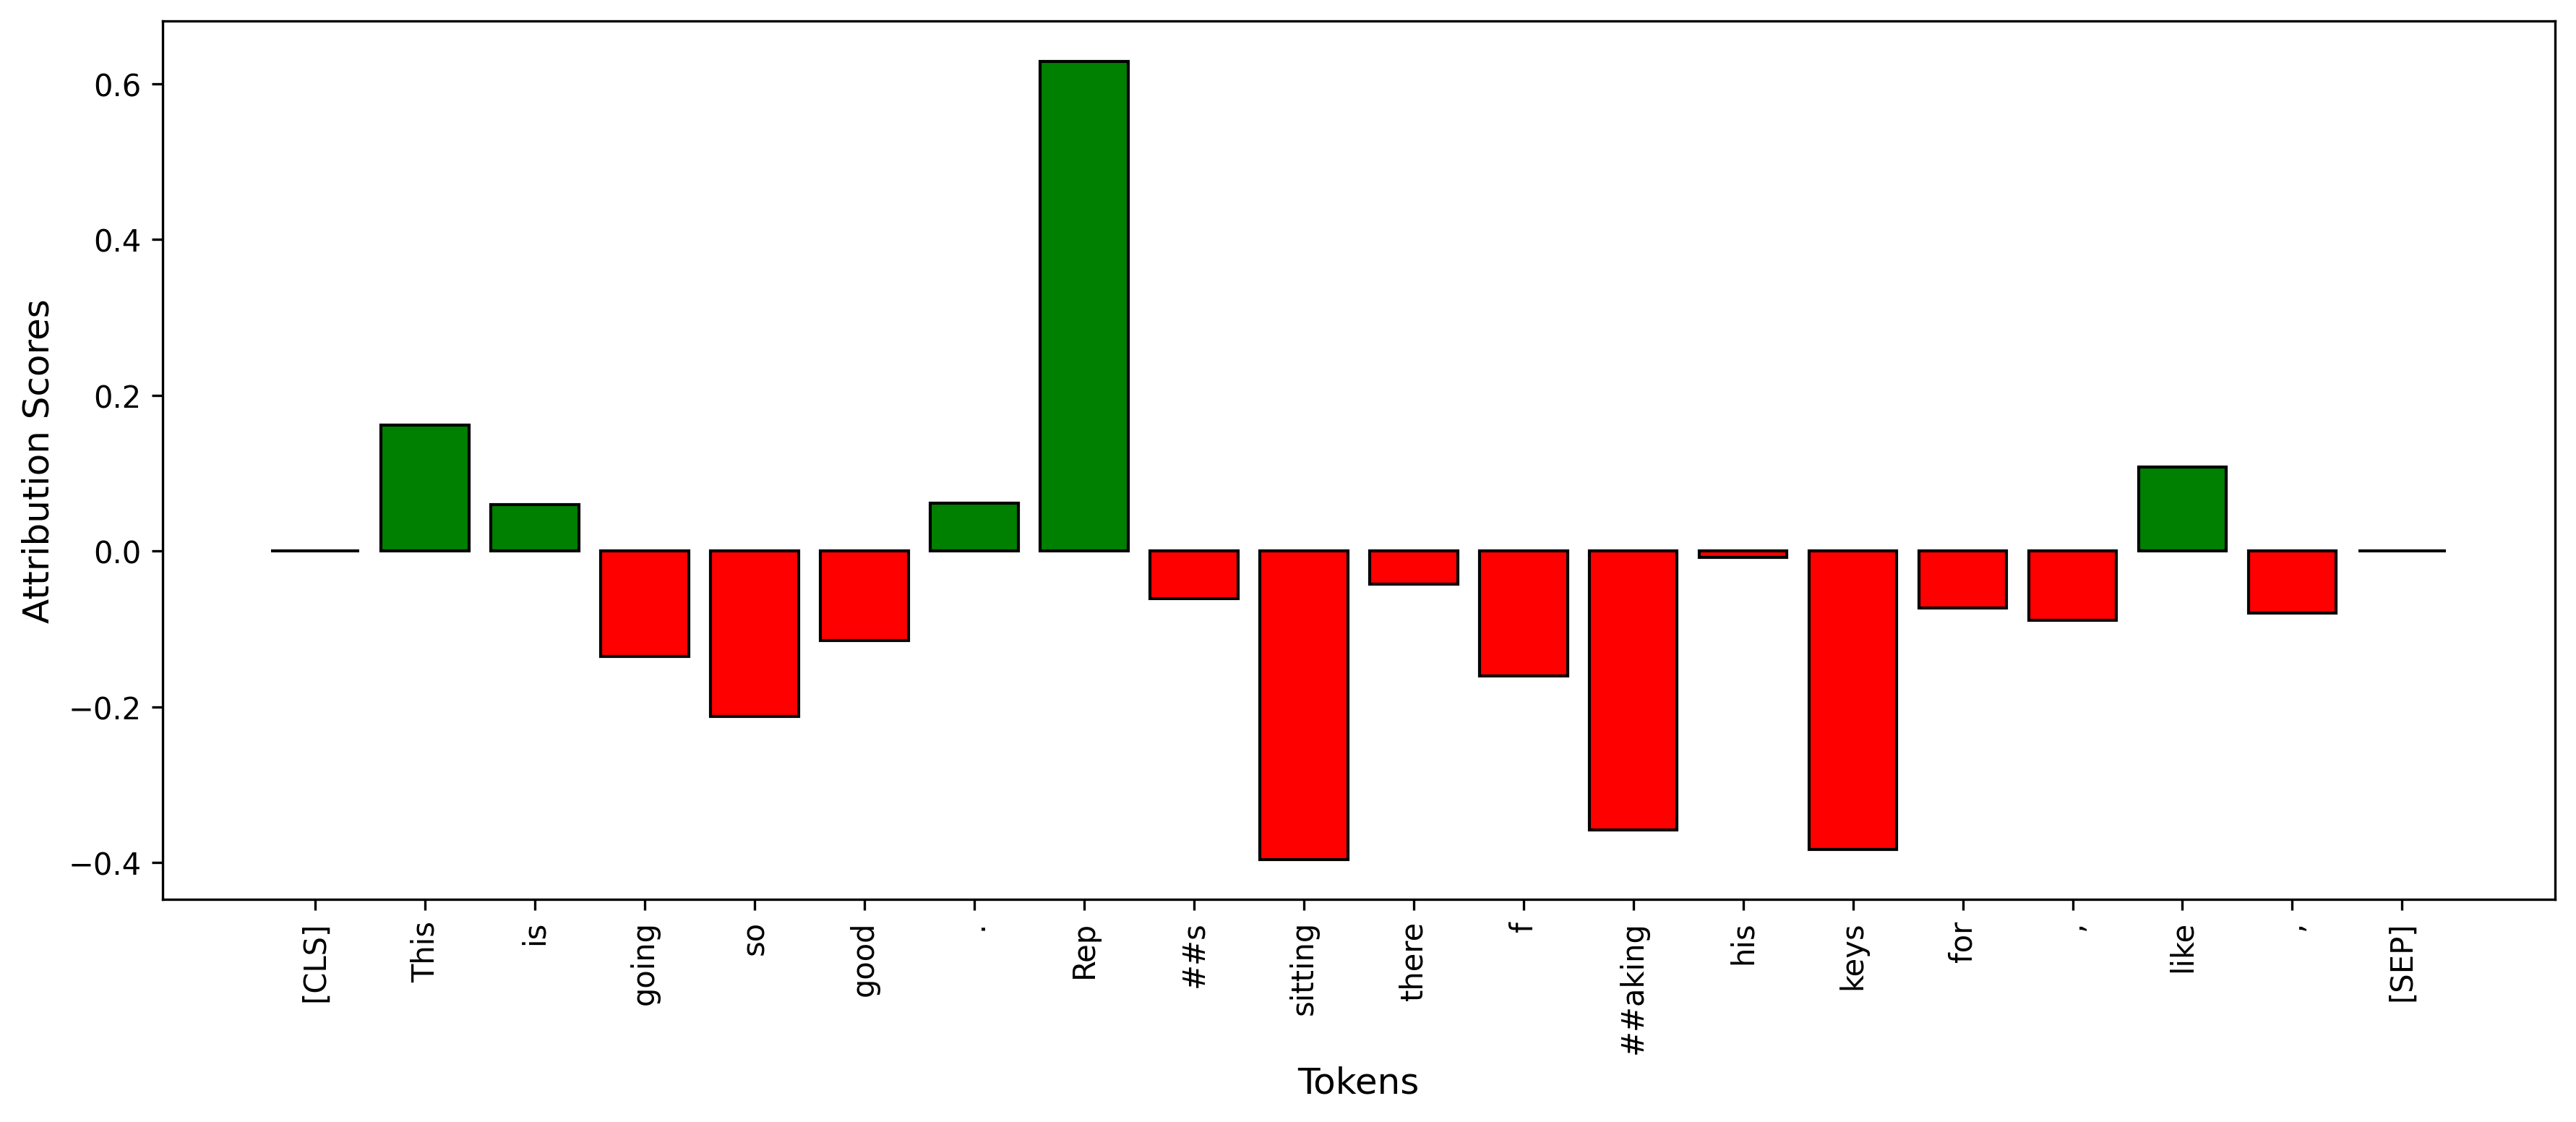 Attribution Scores
0.6
0.4
0.2
0.0
−0.2
−0.4
[CLS]
This
is
going
so
good
.
Rep
##s
sitting
there
f
##aking
his
keys
for
,
like
,
[SEP]
Tokens